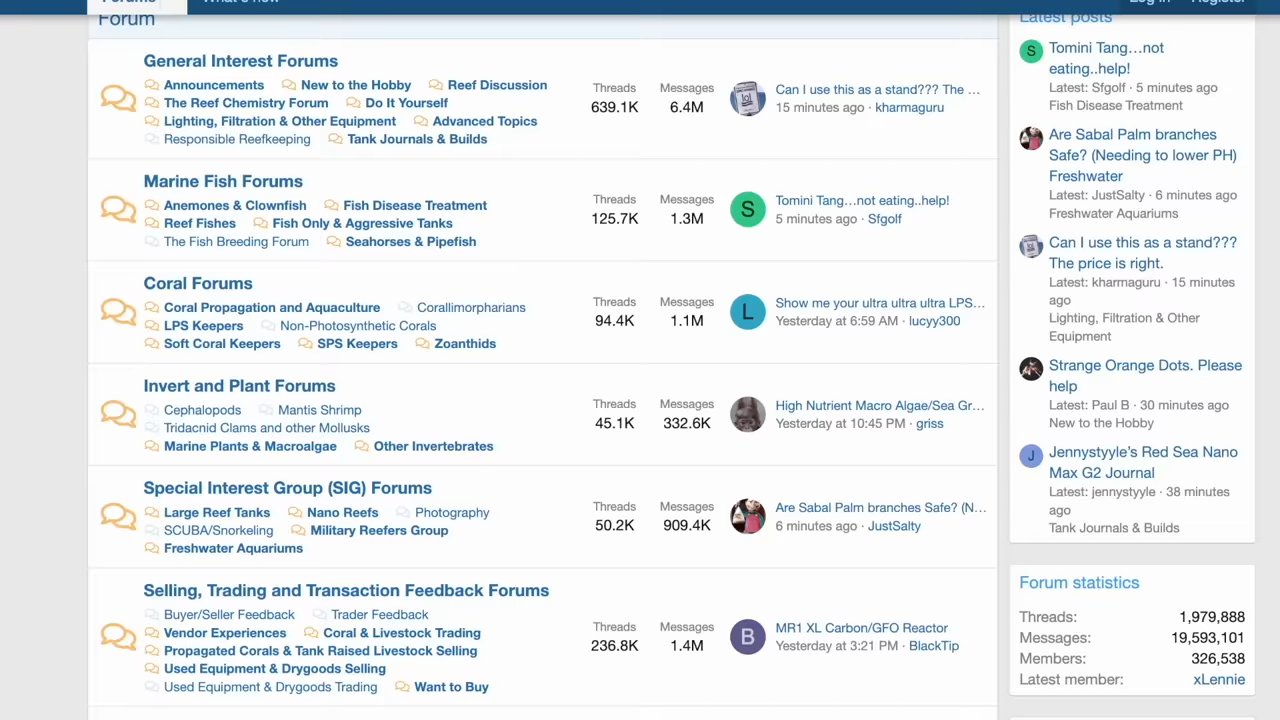 Forums What's new Log in Register
Forum
General Interest Forums
Announcements New to the Hobby Reef Discussion
The Reef Chemistry Forum Do It Yourself
Lighting, Filtration & Other Equipment Advanced Topics
Responsible Reefkeeping Tank Journals & Builds
Threads
639.1K
Messages
6.4M
Can I use this as a stand??? The …
15 minutes ago · kharmaguru
Marine Fish Forums
Anemones & Clownfish Fish Disease Treatment
Reef Fishes Fish Only & Aggressive Tanks
The Fish Breeding Forum Seahorses & Pipefish
Threads
125.7K
Messages
1.3M
S
Tomini Tang…not eating..help!
5 minutes ago · Sfgolf
Coral Forums
Coral Propagation and Aquaculture Corallimorpharians
LPS Keepers Non-Photosynthetic Corals
Soft Coral Keepers SPS Keepers Zoanthids
Threads
94.4K
Messages
1.1M
L
Show me your ultra ultra ultra LPS…
Yesterday at 6:59 AM · lucyy300
Invert and Plant Forums
Cephalopods Mantis Shrimp
Tridacnid Clams and other Mollusks
Marine Plants & Macroalgae Other Invertebrates
Threads
45.1K
Messages
332.6K
High Nutrient Macro Algae/Sea Gr…
Yesterday at 10:45 PM · griss
Special Interest Group (SIG) Forums
Large Reef Tanks Nano Reefs Photography
SCUBA/Snorkeling Military Reefers Group
Freshwater Aquariums
Threads
50.2K
Messages
909.4K
Are Sabal Palm branches Safe? (N…
6 minutes ago · JustSalty
Selling, Trading and Transaction Feedback Forums
Buyer/Seller Feedback Trader Feedback
Vendor Experiences Coral & Livestock Trading
Propagated Corals & Tank Raised Livestock Selling
Used Equipment & Drygoods Selling
Used Equipment & Drygoods Trading Want to Buy
Threads
236.8K
Messages
1.4M
B
MR1 XL Carbon/GFO Reactor
Yesterday at 3:21 PM · BlackTip
Latest posts
S
Tomini Tang…not
eating..help!
Latest: Sfgolf · 5 minutes ago
Fish Disease Treatment
Are Sabal Palm branches
Safe? (Needing to lower PH)
Freshwater
Latest: JustSalty · 6 minutes ago
Freshwater Aquariums
Can I use this as a stand???
The price is right.
Latest: kharmaguru · 15 minutes
ago
Lighting, Filtration & Other
Equipment
Strange Orange Dots. Please
help
Latest: Paul B · 30 minutes ago
New to the Hobby
J
Jennystyyle's Red Sea Nano
Max G2 Journal
Latest: jennystyyle · 38 minutes
ago
Tank Journals & Builds
Forum statistics
Threads: 1,979,888
Messages: 19,593,101
Members: 326,538
Latest member: xLennie